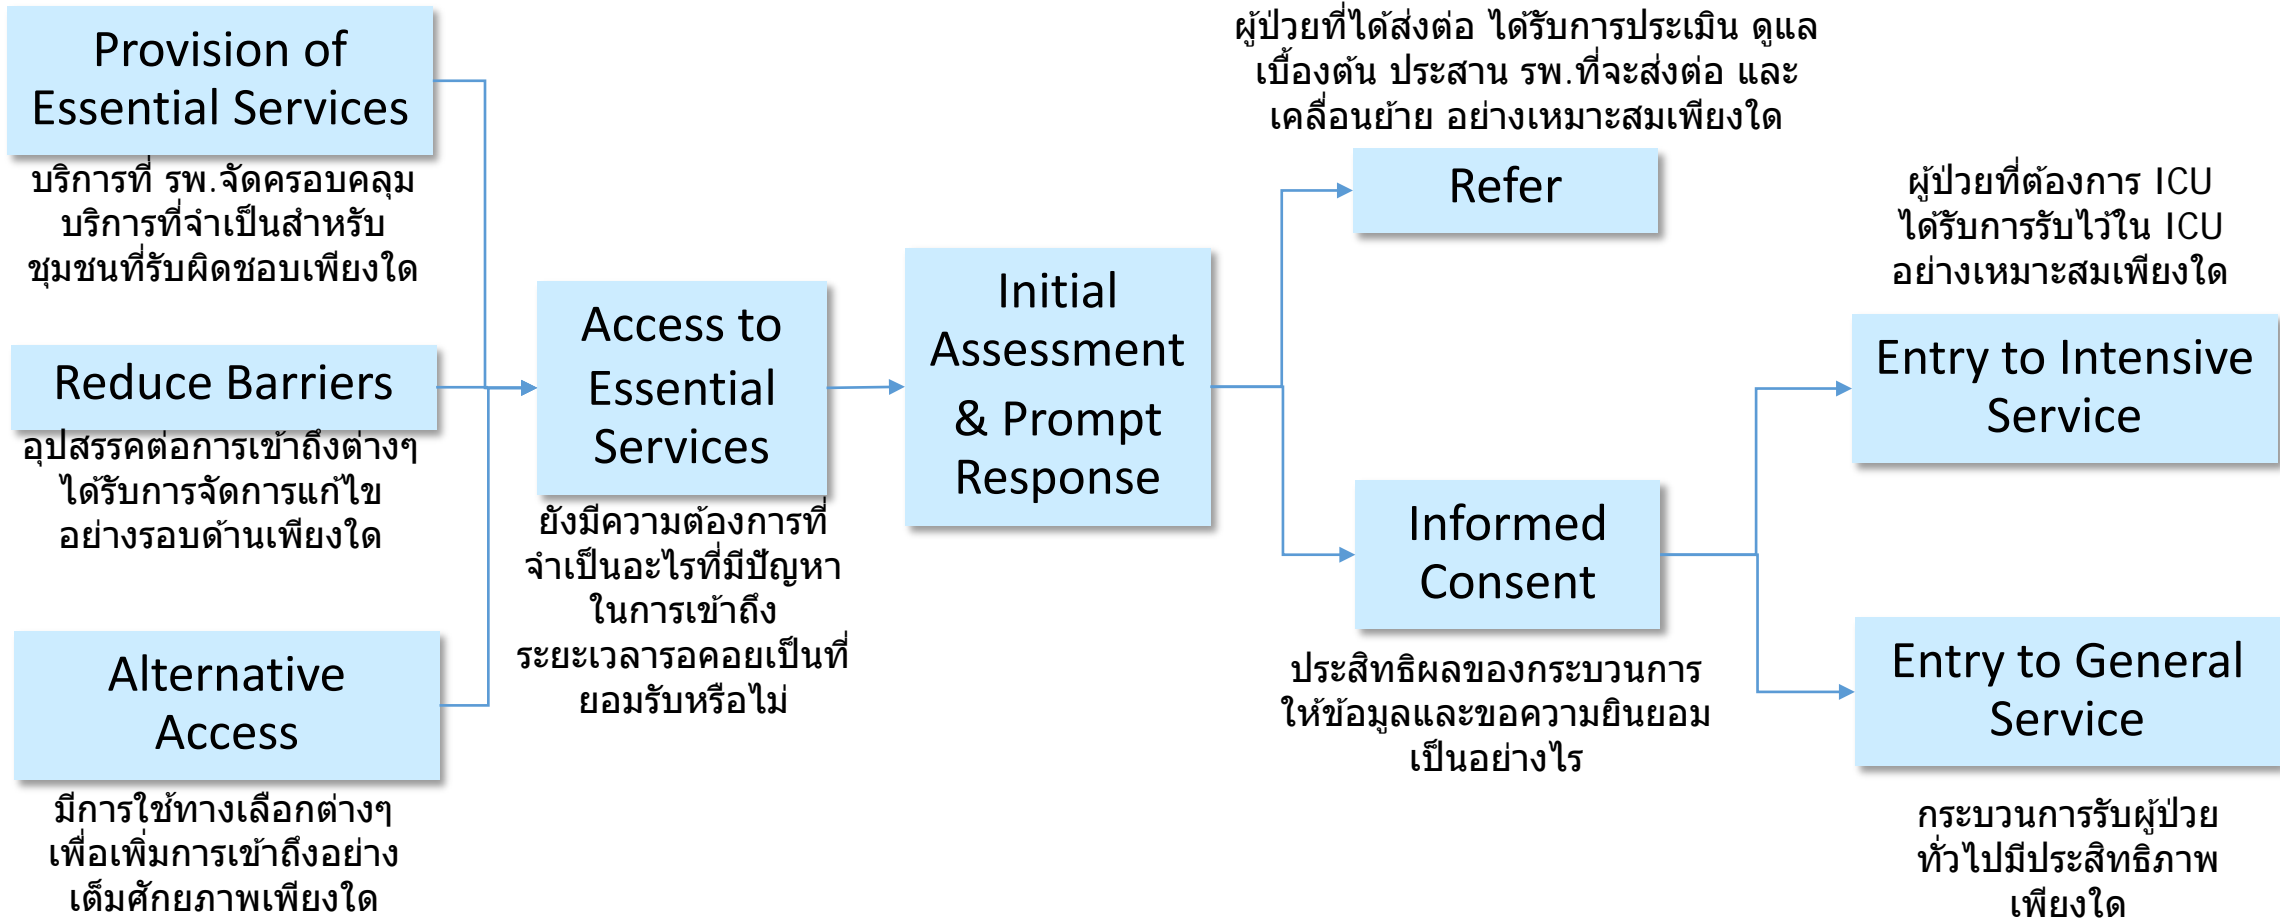 Provision of
Essential Services
บริการที่ รพ.จัดครอบคลุม
บริการที่จำเป็นสำหรับ
ชุมชนที่รับผิดชอบเพียงใด
Reduce Barriers
อุปสรรคต่อการเข้าถึงต่างๆ
ได้รับการจัดการแก้ไข
อย่างรอบด้านเพียงใด
Alternative
Access
มีการใช้ทางเลือกต่างๆ
เพื่อเพิ่มการเข้าถึงอย่าง
เต็มศักยภาพเพียงใด
Access to
Essential
Services
ยังมีความต้องการที่
จำเป็นอะไรที่มีปัญหา
ในการเข้าถึง
ระยะเวลารอคอยเป็นที่
ยอมรับหรือไม่
Initial
Assessment
& Prompt
Response
ผู้ป่วยที่ได้ส่งต่อ ได้รับการประเมิน ดูแล
เบื้องต้น ประสาน รพ.ที่จะส่งต่อ และ
เคลื่อนย้าย อย่างเหมาะสมเพียงใด
Refer
Informed
Consent
ประสิทธิผลของกระบวนการ
ให้ข้อมูลและขอความยินยอม
เป็นอย่างไร
ผู้ป่วยที่ต้องการ ICU
ได้รับการรับไว้ใน ICU
อย่างเหมาะสมเพียงใด
Entry to Intensive
Service
Entry to General
Service
กระบวนการรับผู้ป่วย
ทั่วไปมีประสิทธิภาพ
เพียงใด